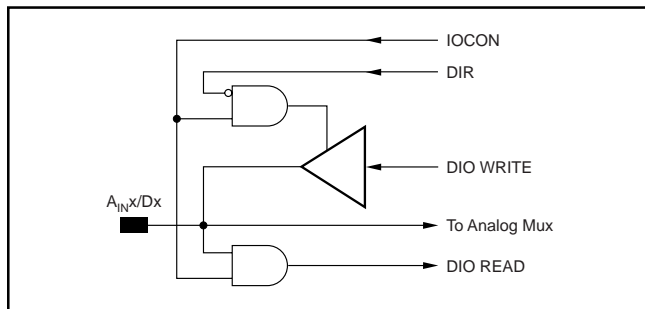 IOCON
DIR
DIO WRITE
AINx/Dx
To Analog Mux
DIO READ